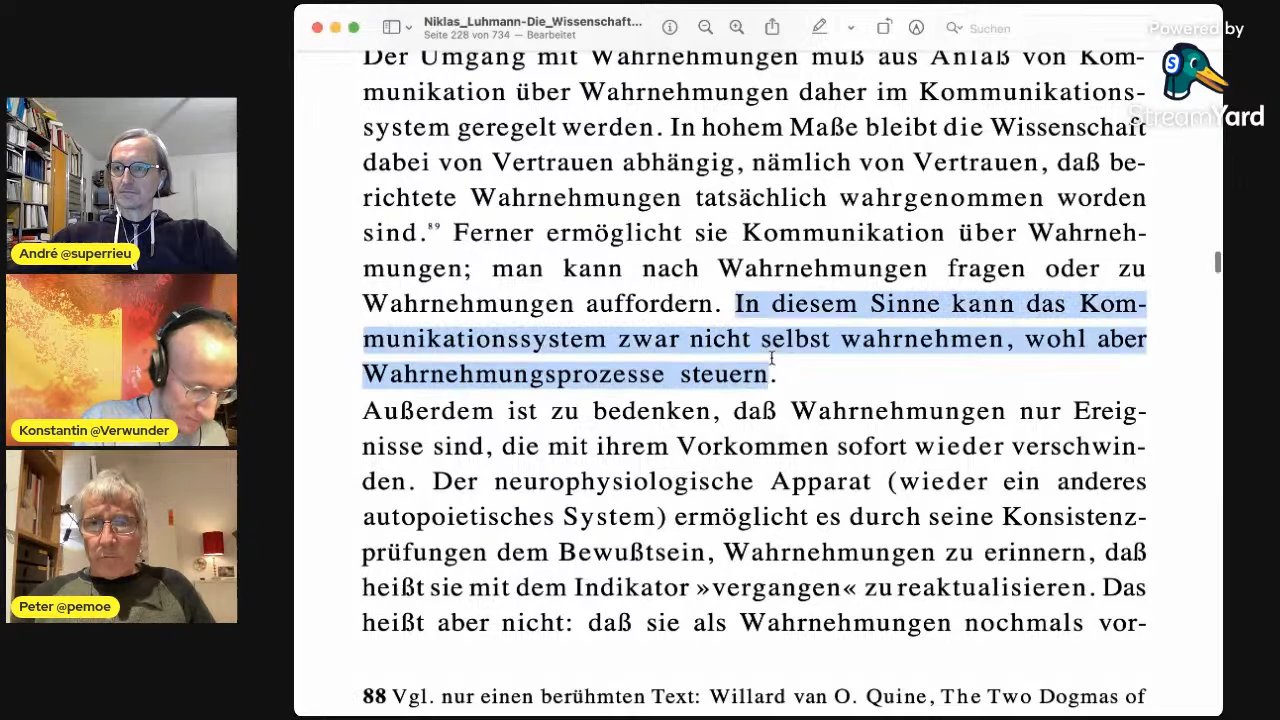 Niklas_Luhmann-Die_Wissenschaft...
Seite 228 von 734 — Bearbeitet
Suchen
Powered by
S
StreamYard
Der Umgang mit Wahrnehmungen muß aus Anlaß von Kom-
munikation über Wahrnehmungen daher im Kommunikations-
system geregelt werden. In hohem Maße bleibt die Wissenschaft
dabei von Vertrauen abhängig, nämlich von Vertrauen, daß be-
richtete Wahrnehmungen tatsächlich wahrgenommen worden
sind.⁸⁹ Ferner ermöglicht sie Kommunikation über Wahrneh-
mungen; man kann nach Wahrnehmungen fragen oder zu
Wahrnehmungen auffordern. In diesem Sinne kann das Kom-
munikationssystem zwar nicht selbst wahrnehmen, wohl aber
Wahrnehmungsprozesse steuern.
Außerdem ist zu bedenken, daß Wahrnehmungen nur Ereig-
nisse sind, die mit ihrem Vorkommen sofort wieder verschwin-
den. Der neurophysiologische Apparat (wieder ein anderes
autopoietisches System) ermöglicht es durch seine Konsistenz-
prüfungen dem Bewußtsein, Wahrnehmungen zu erinnern, daß
heißt sie mit dem Indikator »vergangen« zu reaktualisieren. Das
heißt aber nicht: daß sie als Wahrnehmungen nochmals vor-
88 Vgl. nur einen berühmten Text: Willard van O. Quine, The Two Dogmas of
André @superrieu
Konstantin @Verwunder
Peter @pemoe